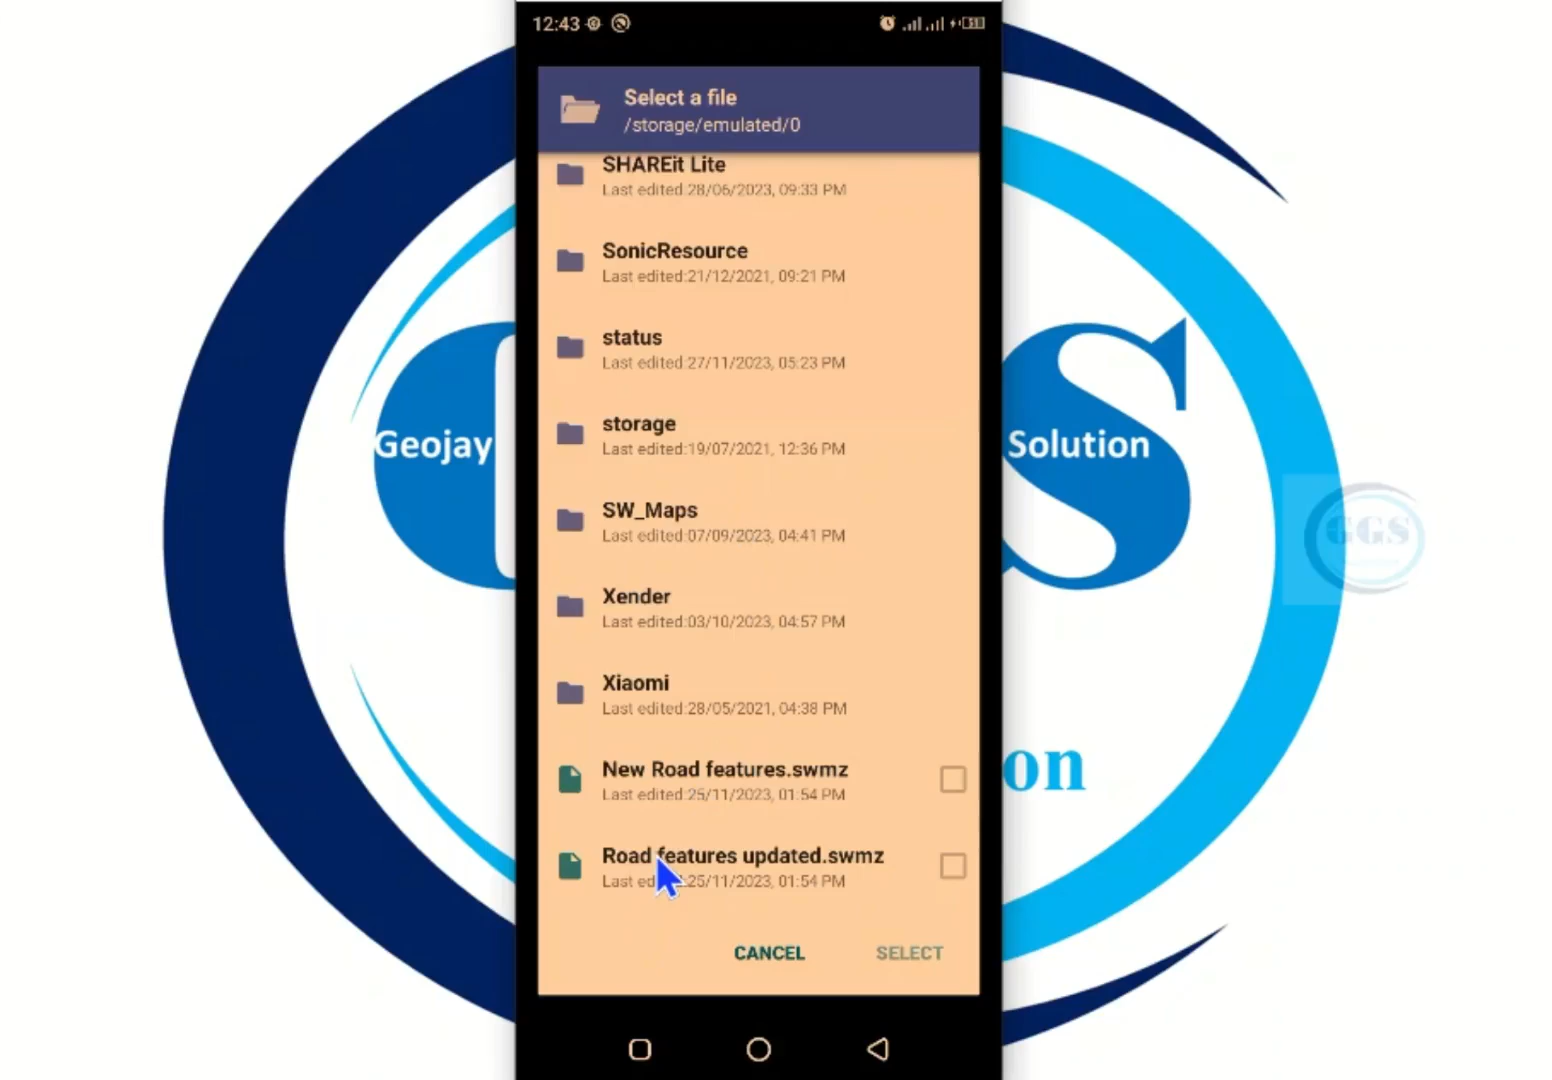 12:43
Select a file
/storage/emulated/0
SHAREit Lite
Last edited:28/06/2023, 09:33 PM
SonicResource
Last edited:21/12/2021, 09:21 PM
status
Last edited:27/11/2023, 05:23 PM
storage
Last edited:19/07/2021, 12:36 PM
Geojay
Solution
SW_Maps
Last edited:07/09/2023, 04:41 PM
GGS
Xender
Last edited:03/10/2023, 04:57 PM
Xiaomi
Last edited:28/05/2021, 04:38 PM
New Road features.swmz
Last edited:25/11/2023, 01:54 PM
on
Road features updated.swmz
Last ed 25/11/2023, 01:54 PM
CANCEL SELECT